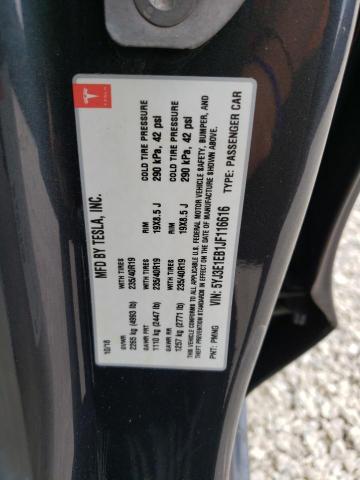 TESLA
MFD BY TESLA, INC.
10/18
GVWR
2265 kg (4993 lb)
GAWR FRT WITH TIRES RIM COLD TIRE PRESSURE
1110 kg (2447 lb) 235/40R19 19X8.5 J 290 kPa, 42 psi
GAWR RR WITH TIRES RIM COLD TIRE PRESSURE
1257 kg (2771 lb) 235/40R19 19X8.5 J 290 kPa, 42 psi
THIS VEHICLE CONFORMS TO ALL APPLICABLE U.S. FEDERAL MOTOR VEHICLE SAFETY, BUMPER, AND
THEFT PREVENTION STANDARDS IN EFFECT ON THE DATE OF MANUFACTURE SHOWN ABOVE.
VIN: 5YJ3E1EB1JF116616 TYPE: PASSENGER CAR
PNT: PMNG